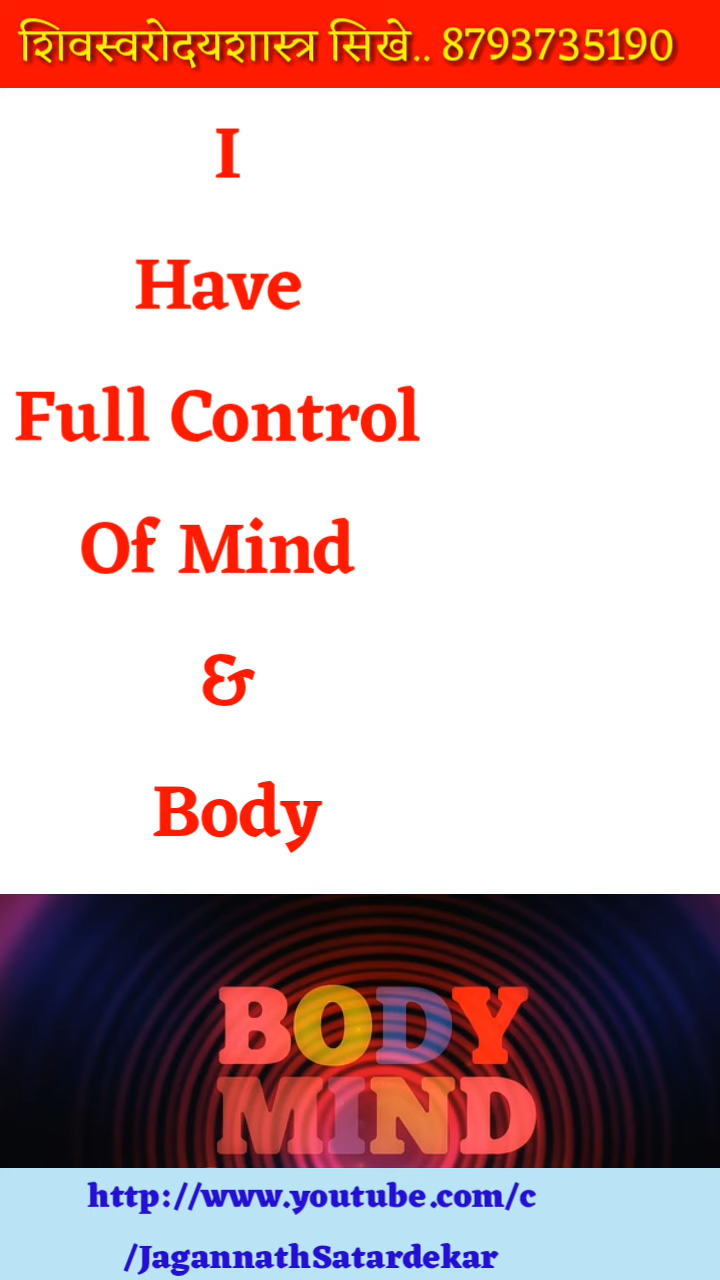 शिवस्वरोदयशास्त्र सिखे.. 8793735190
I
Have
Full Control
Of Mind
&
Body
BODY
MIND
http://www.youtube.com/c
/JagannathSatardekar